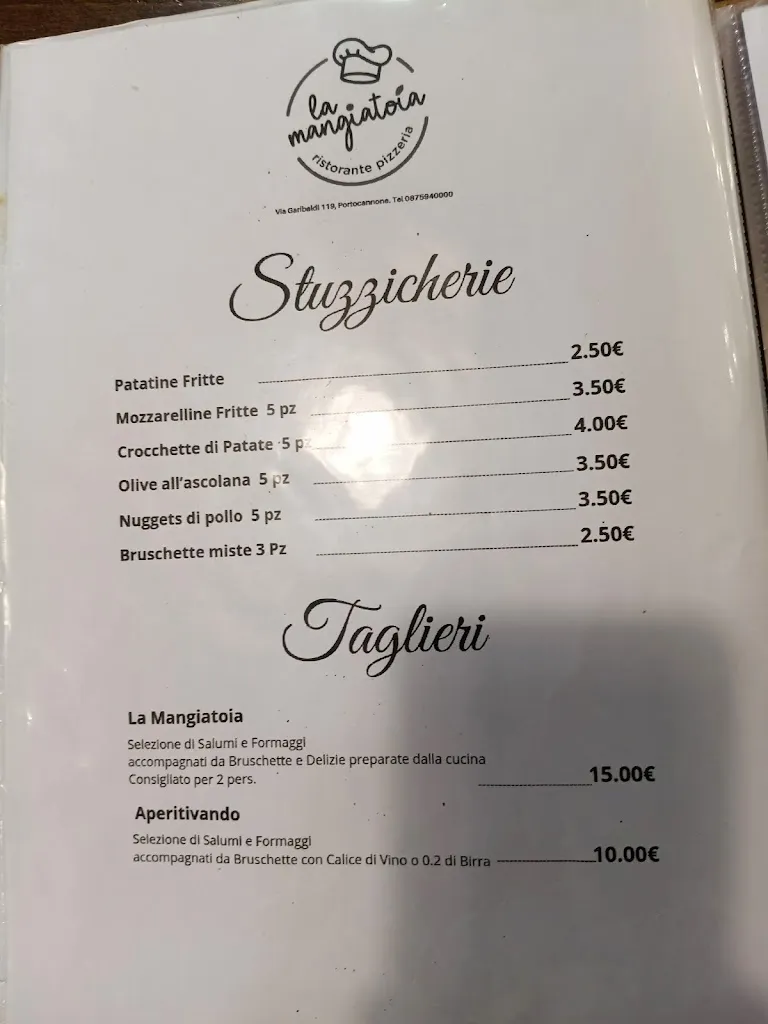 la
mangiatoia
ristorante pizzeria
Via Garibaldi 119, Portocannone. Tel 0875940000
Stuzzicherie
Patatine Fritte 2.50€
Mozzarelline Fritte 5 pz 3.50€
Crocchette di Patate 5 pz 4.00€
Olive all'ascolana 5 pz 3.50€
Nuggets di pollo 5 pz 3.50€
Bruschette miste 3 Pz 2.50€
Taglieri
La Mangiatoia
Selezione di Salumi e Formaggi
accompagnati da Bruschette e Delizie preparate dalla cucina
Consigliato per 2 pers. 15.00€
Aperitivando
Selezione di Salumi e Formaggi
accompagnati da Bruschette con Calice di Vino o 0.2 di Birra 10.00€